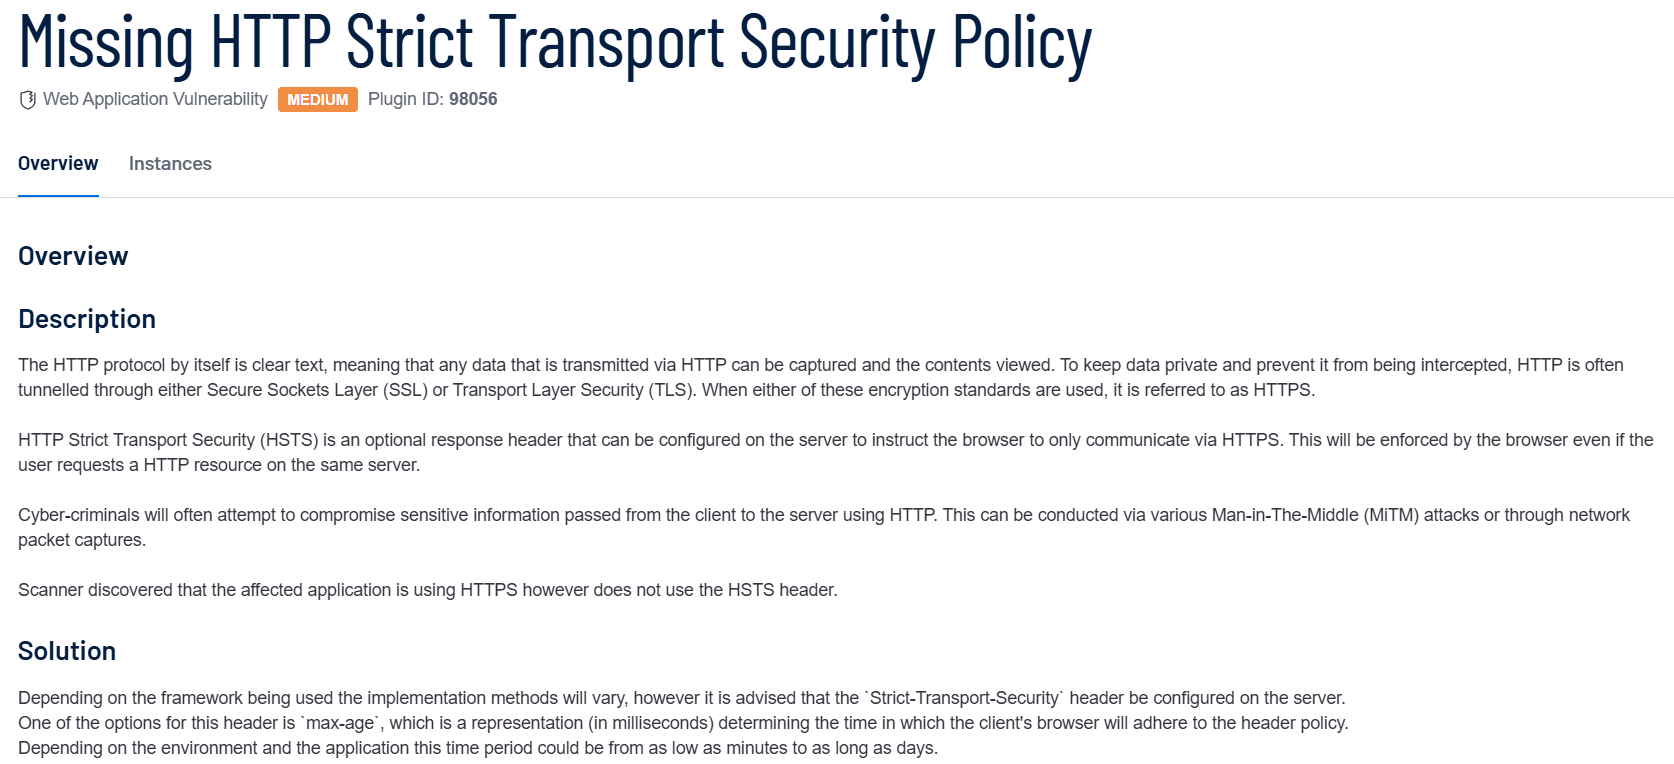 Missing HTTP Strict Transport Security Policy
Web Application Vulnerability MEDIUM Plugin ID: 98056
Overview Instances
Overview
Description
The HTTP protocol by itself is clear text, meaning that any data that is transmitted via HTTP can be captured and the contents viewed. To keep data private and prevent it from being intercepted, HTTP is often
tunnelled through either Secure Sockets Layer (SSL) or Transport Layer Security (TLS). When either of these encryption standards are used, it is referred to as HTTPS.
HTTP Strict Transport Security (HSTS) is an optional response header that can be configured on the server to instruct the browser to only communicate via HTTPS. This will be enforced by the browser even if the
user requests a HTTP resource on the same server.
Cyber-criminals will often attempt to compromise sensitive information passed from the client to the server using HTTP. This can be conducted via various Man-in-The-Middle (MiTM) attacks or through network
packet captures.
Scanner discovered that the affected application is using HTTPS however does not use the HSTS header.
Solution
Depending on the framework being used the implementation methods will vary, however it is advised that the `Strict-Transport-Security` header be configured on the server.
One of the options for this header is `max-age`, which is a representation (in milliseconds) determining the time in which the client's browser will adhere to the header policy.
Depending on the environment and the application this time period could be from as low as minutes to as long as days.